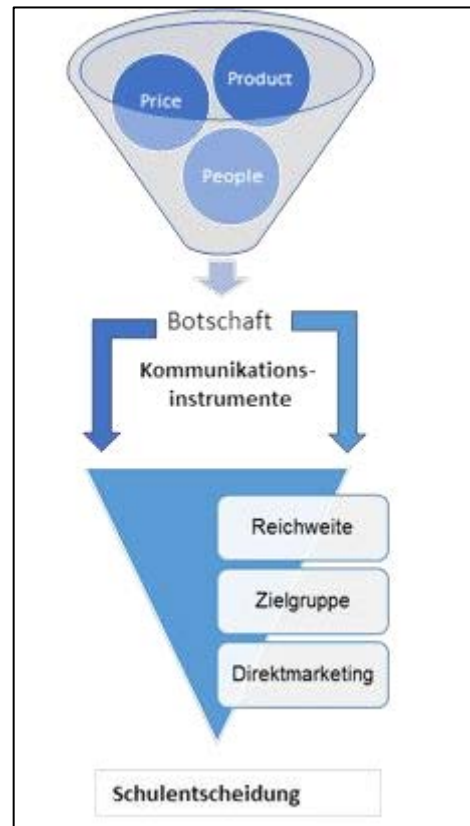 Product
Price
People
Botschaft
Kommunikations-
instrumente
Reichweite
Zielgruppe
Direktmarketing
Schulentscheidung